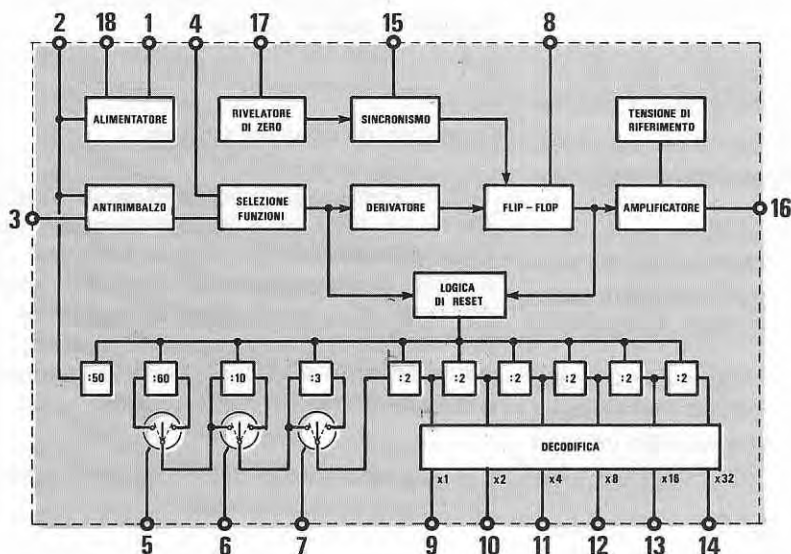 2 18 1 4 17 15 8
ALIMENTATORE
RIVELATORE
DI ZERO
SINCRONISMO
TENSIONE DI
RIFERIMENTO
3
ANTIRIMBALZO
SELEZIONE
FUNZIONI
DERIVATORE
FLIP – FLOP
AMPLIFICATORE
16
LOGICA
DI RESET
:50 :60 :10 :3 :2 :2 :2 :2 :2 :2
DECODIFICA
x1 x2 x4 x8 x16 x32
5 6 7 9 10 11 12 13 14